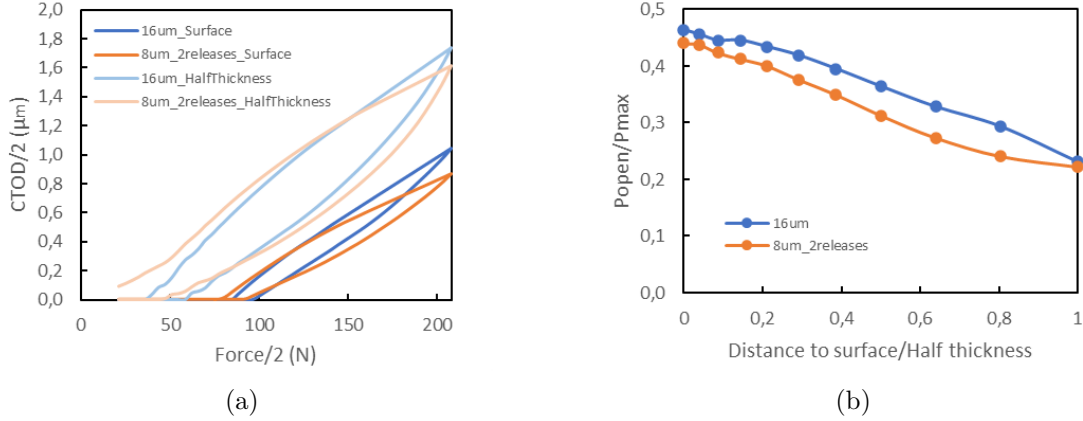 2,0
1,8
1,6
1,4
1,2
1,0
0,8
0,6
0,4
0,2
0,0
CTOD/2 (µm)
16um_Surface
8um_2releases_Surface
16um_HalfThickness
8um_2releases_HalfThickness
0 50 100 150 200
Force/2 (N)
(a)
0,5
0,4
0,3
0,2
0,1
0,0
Popen/Pmax
16um
8um_2releases
0 0,2 0,4 0,6 0,8 1
Distance to surface/Half thickness
(b)